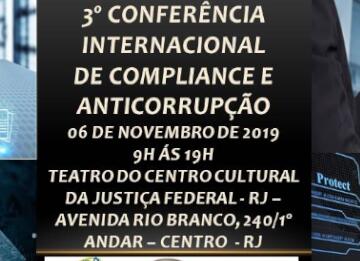 3º CONFERÊNCIA
INTERNACIONAL
DE COMPLIANCE E
ANTICORRUPÇÃO
06 DE NOVEMBRO DE 2019
9H ÁS 19H
TEATRO DO CENTRO CULTURAL
DA JUSTIÇA FEDERAL - RJ –
AVENIDA RIO BRANCO, 240/1º
ANDAR – CENTRO - RJ
Protect